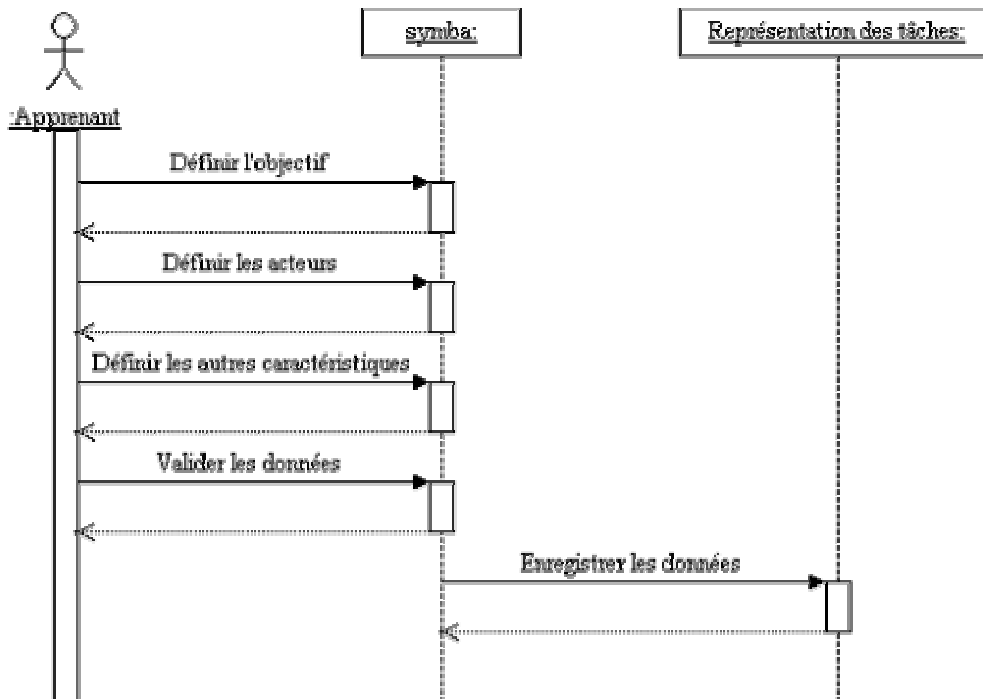 symba:
Représentation des tâches:
:Apprenant
Définir l'objectif
Définir les acteurs
Définir les autres caractéristiques
Valider les données
Enregistrer les données